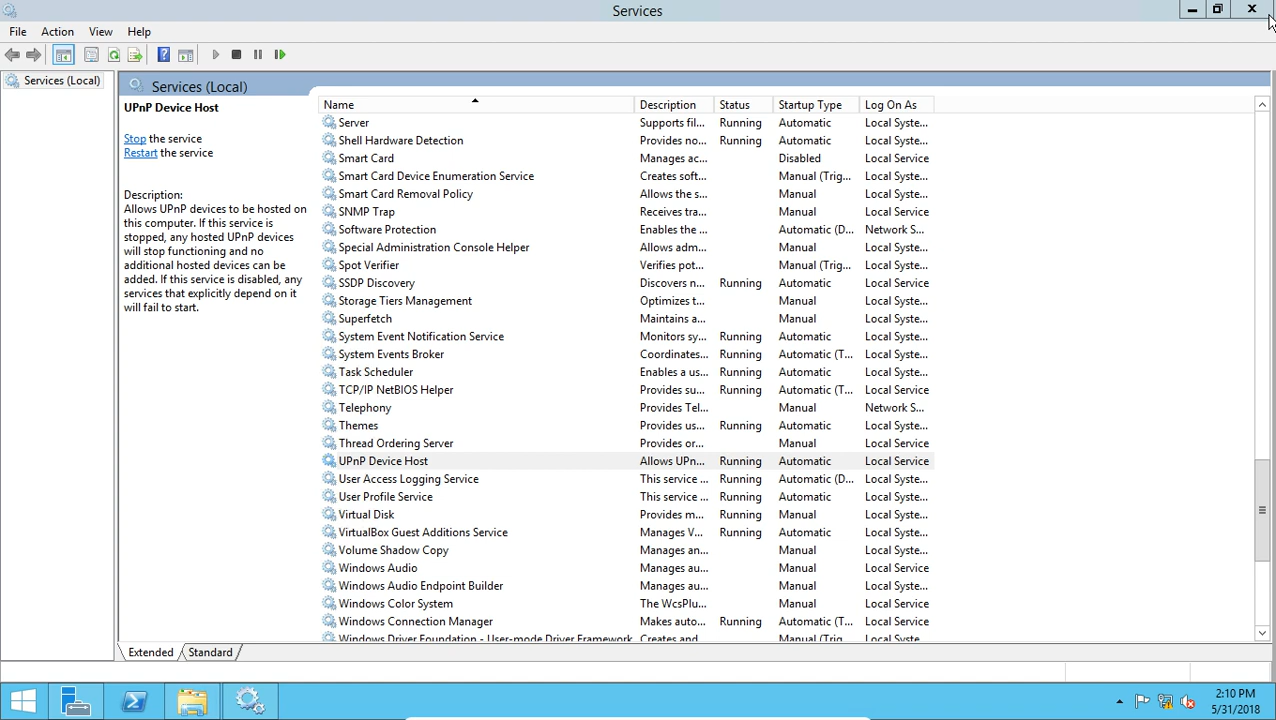 Services
File Action View Help
Services (Local)
Services (Local)
UPnP Device Host
Stop the service
Restart the service
Description:
Allows UPnP devices to be hosted on
this computer. If this service is
stopped, any hosted UPnP devices
will stop functioning and no
additional hosted devices can be
added. If this service is disabled, any
services that explicitly depend on it
will fail to start.
Name Description Status Startup Type Log On As
Server Supports fil... Running Automatic Local Syste...
Shell Hardware Detection Provides no... Running Automatic Local Syste...
Smart Card Manages ac... Disabled Local Service
Smart Card Device Enumeration Service Creates soft... Manual (Trig... Local Syste...
Smart Card Removal Policy Allows the s... Manual Local Syste...
SNMP Trap Receives tra... Manual Local Service
Software Protection Enables the ... Automatic (D... Network S...
Special Administration Console Helper Allows adm... Manual Local Syste...
Spot Verifier Verifies pot... Manual (Trig... Local Syste...
SSDP Discovery Discovers n... Running Automatic Local Service
Storage Tiers Management Optimizes t... Manual Local Syste...
Superfetch Maintains a... Manual Local Syste...
System Event Notification Service Monitors sy... Running Automatic Local Syste...
System Events Broker Coordinates... Running Automatic (T... Local Syste...
Task Scheduler Enables a us... Running Automatic Local Syste...
TCP/IP NetBIOS Helper Provides su... Running Automatic (T... Local Service
Telephony Provides Tel... Manual Network S...
Themes Provides us... Running Automatic Local Syste...
Thread Ordering Server Provides or... Manual Local Service
UPnP Device Host Allows UPn... Running Automatic Local Service
User Access Logging Service This service ... Running Automatic (D... Local Syste...
User Profile Service This service ... Running Automatic Local Syste...
Virtual Disk Provides m... Running Manual Local Syste...
VirtualBox Guest Additions Service Manages V... Running Automatic Local Syste...
Volume Shadow Copy Manages an... Manual Local Syste...
Windows Audio Manages au... Manual Local Service
Windows Audio Endpoint Builder Manages au... Manual Local Syste...
Windows Color System The WcsPlu... Manual Local Service
Windows Connection Manager Makes auto... Running Automatic (T... Local Service
Windows Driver Foundation - User-mode Driver Framework Creates and... Manual (Trig... Local Syste...
Extended Standard
2:10 PM
5/31/2018